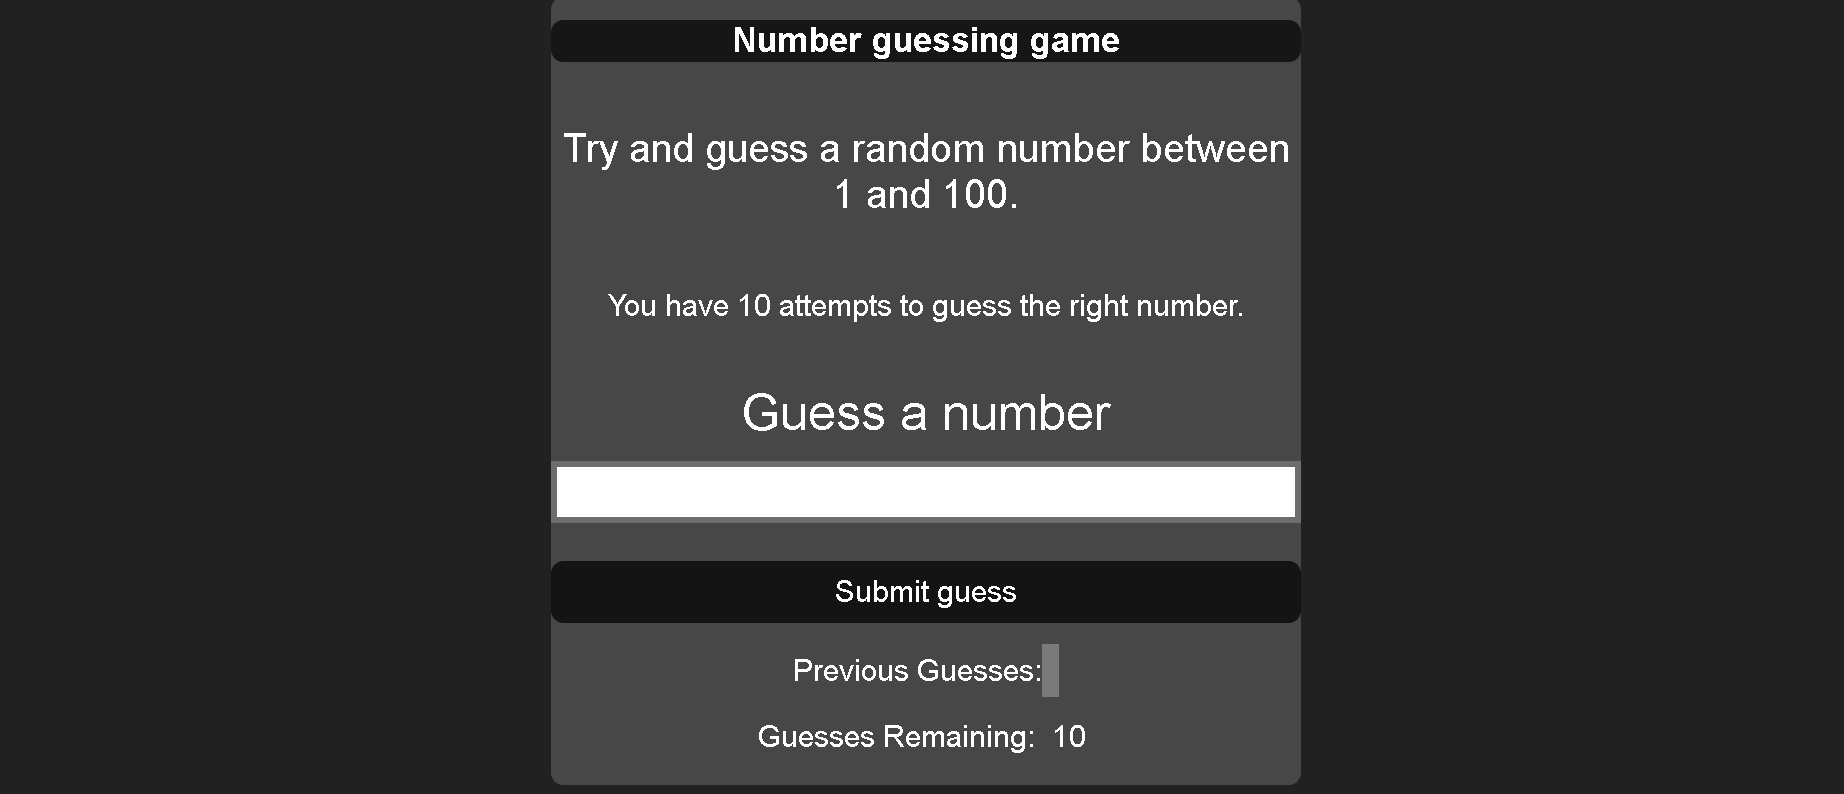 Number guessing game
Try and guess a random number between
1 and 100.
You have 10 attempts to guess the right number.
Guess a number
Submit guess
Previous Guesses:
Guesses Remaining: 10